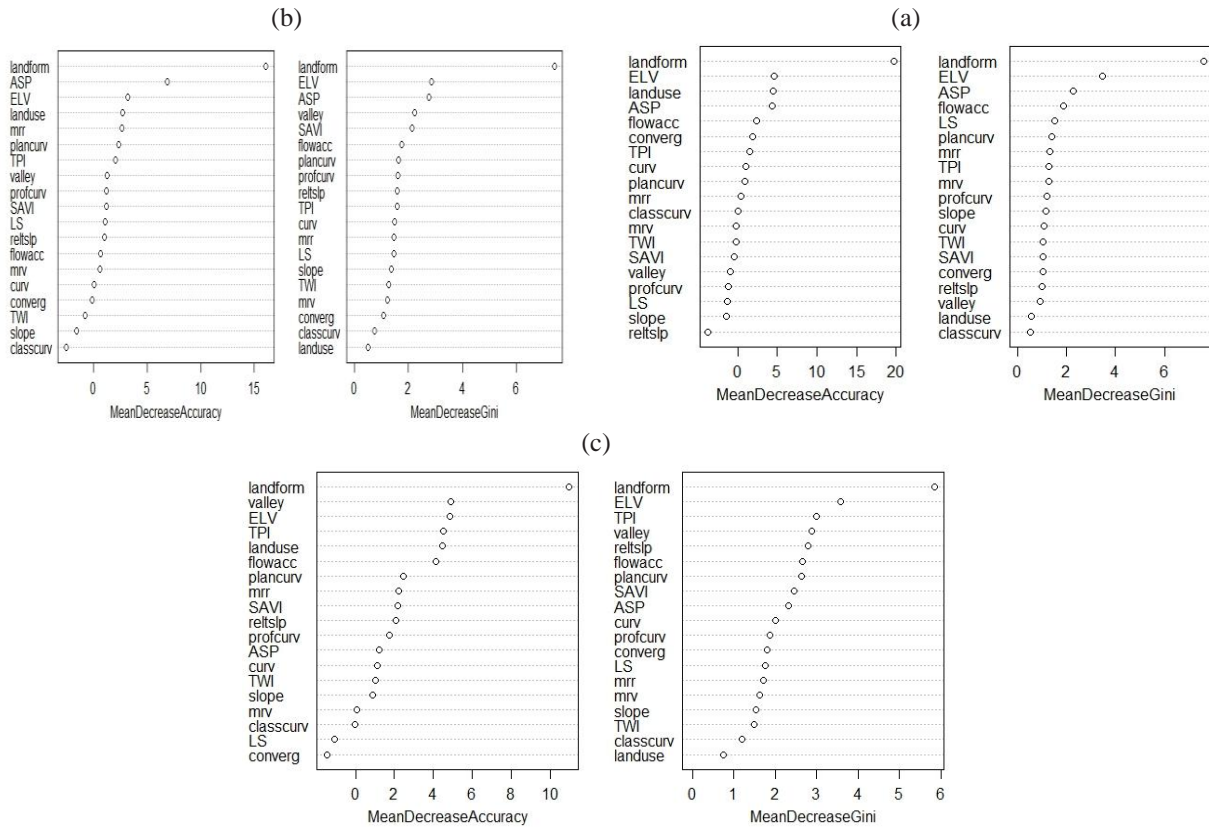 (b)
landform
ASP
ELV
landuse
mrr
plancurv
TPI
valley
profcurv
SAVI
LS
reltslp
flowacc
mrv
curv
converg
TWI
slope
classcurv
0 5 10 15
MeanDecreaseAccuracy
landform
ELV
ASP
valley
SAVI
flowacc
plancurv
profcurv
reltslp
TPI
curv
mrr
LS
slope
TWI
mrv
converg
classcurv
landuse
0 2 4 6
MeanDecreaseGini
(a)
landform
ELV
landuse
ASP
flowacc
converg
TPI
curv
plancurv
mrr
classcurv
mrv
TWI
SAVI
valley
profcurv
LS
slope
reltslp
0 5 10 15 20
MeanDecreaseAccuracy
landform
ELV
ASP
flowacc
LS
plancurv
mrr
TPI
mrv
profcurv
slope
curv
TWI
SAVI
converg
reltslp
valley
landuse
classcurv
0 2 4 6
MeanDecreaseGini
(c)
landform
valley
ELV
TPI
landuse
flowacc
plancurv
mrr
SAVI
reltslp
profcurv
ASP
curv
TWI
slope
mrv
classcurv
LS
converg
0 2 4 6 8 10
MeanDecreaseAccuracy
landform
ELV
TPI
valley
reltslp
flowacc
plancurv
SAVI
ASP
curv
profcurv
converg
LS
mrr
mrv
slope
TWI
classcurv
landuse
0 1 2 3 4 5 6
MeanDecreaseGini